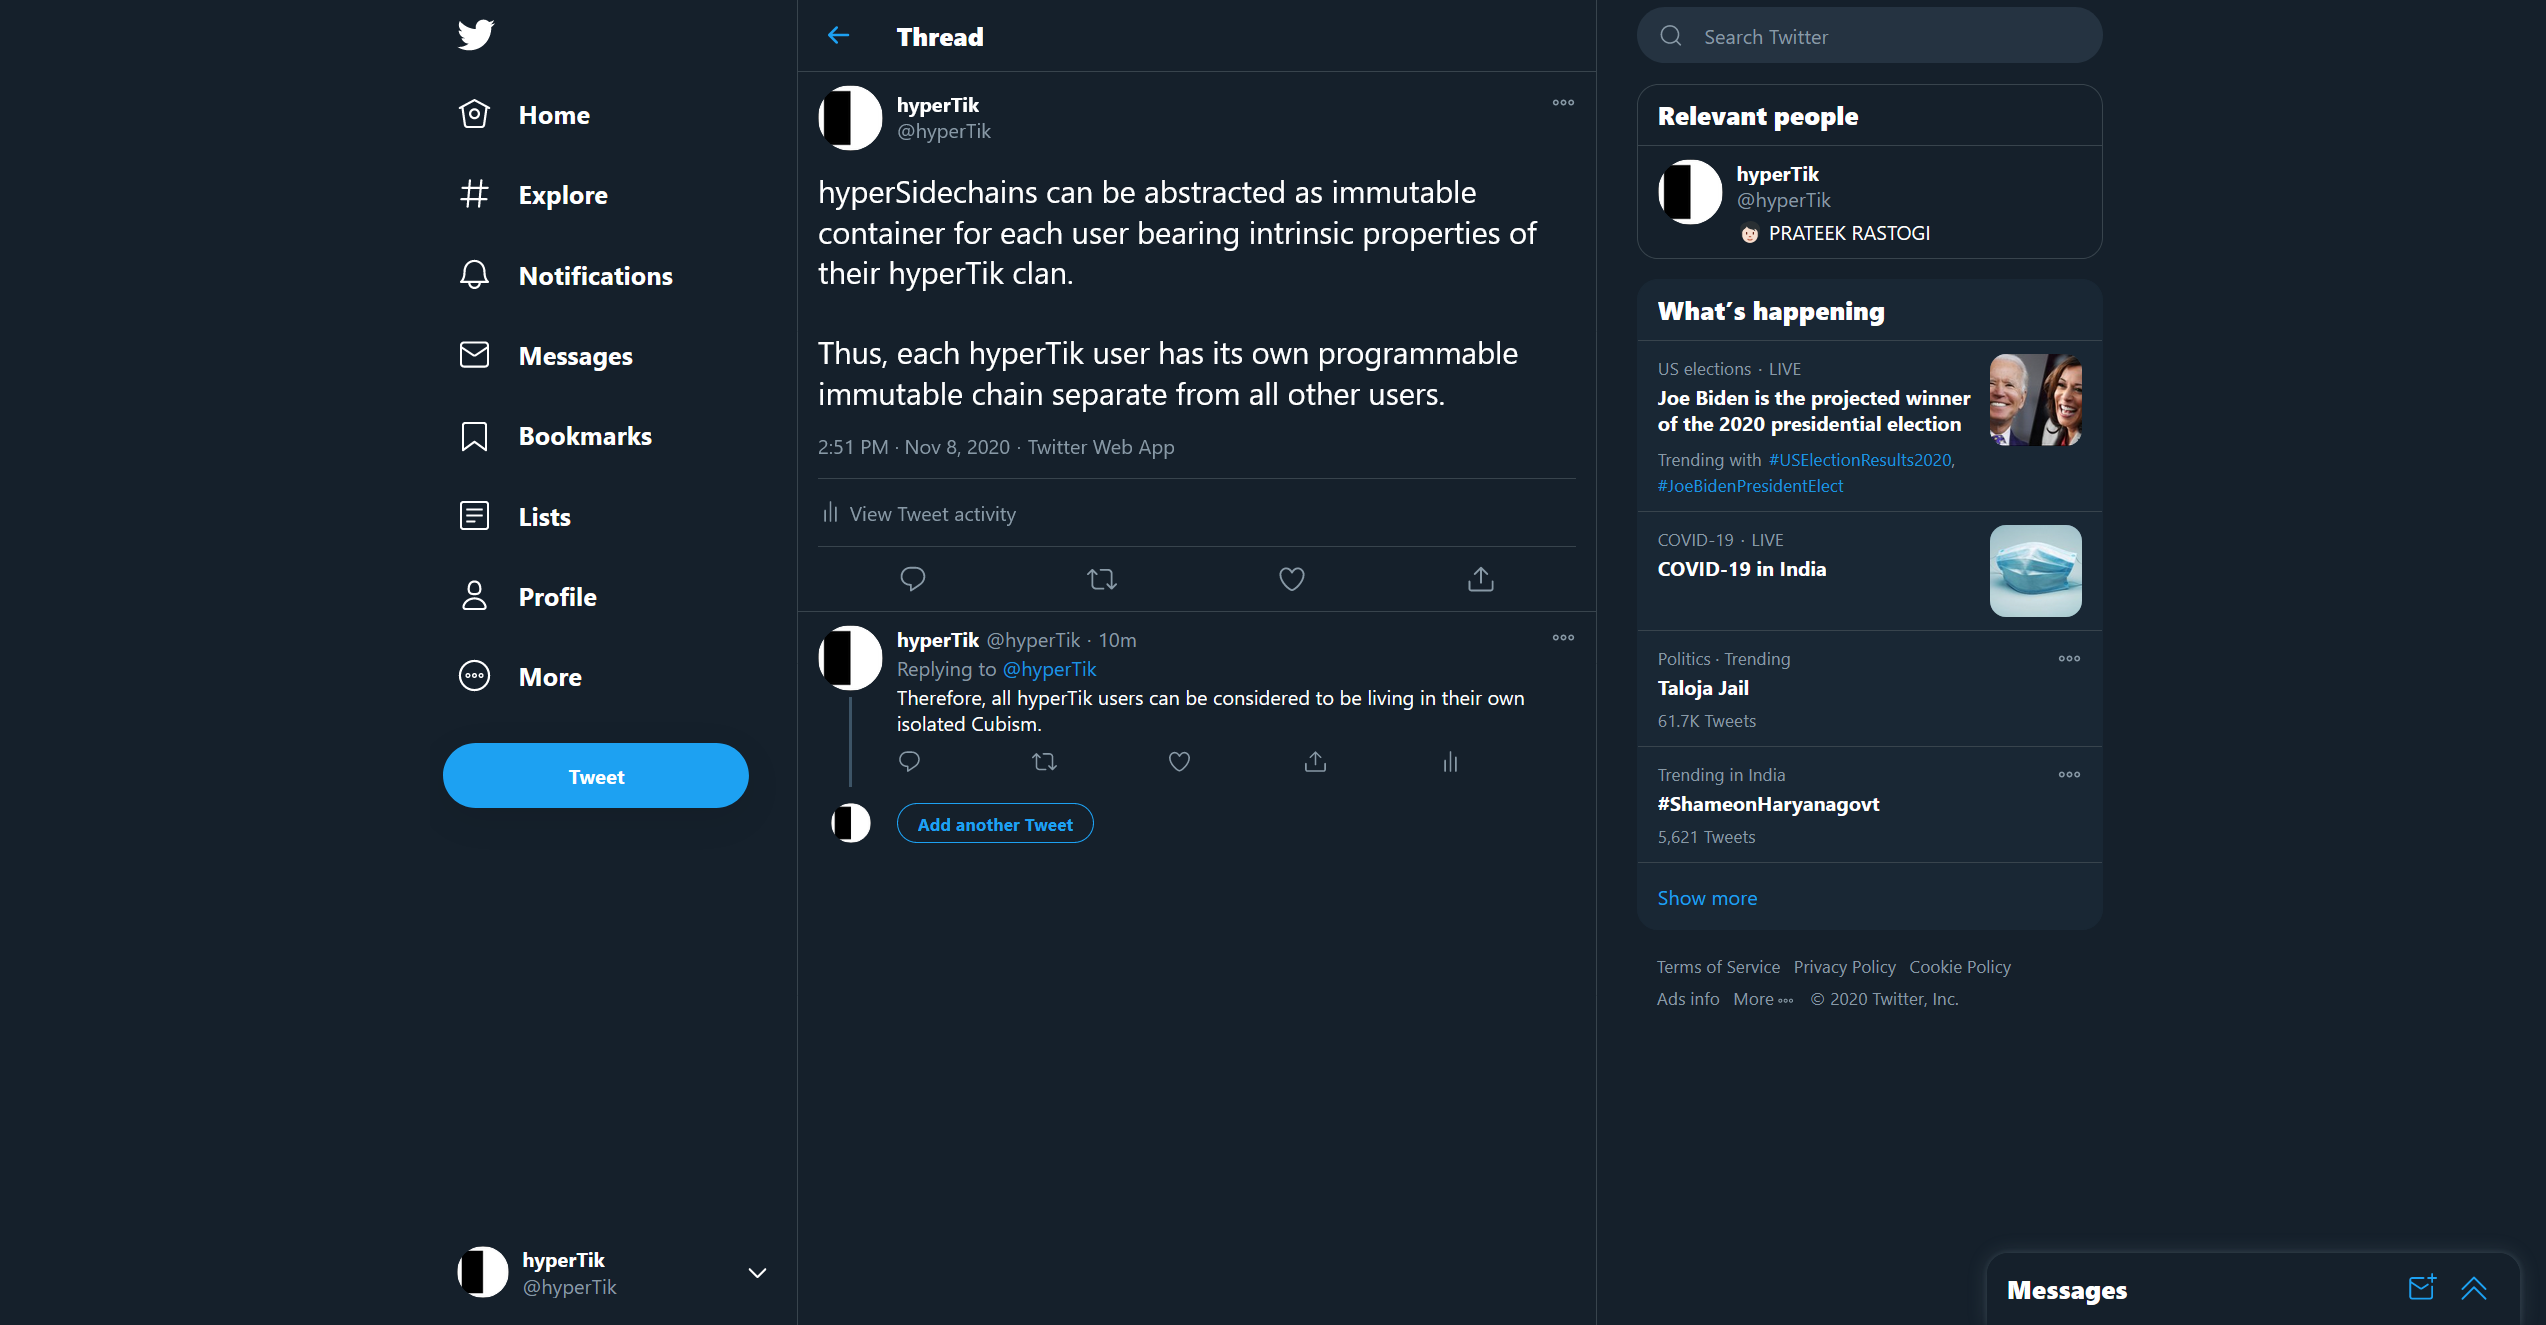 Home
Explore
Notifications
Messages
Bookmarks
Lists
Profile
More
Tweet
hyperTik
@hyperTik
Thread
hyperTik
@hyperTik
hyperSidechains can be abstracted as immutable
container for each user bearing intrinsic properties of
their hyperTik clan.
Thus, each hyperTik user has its own programmable
immutable chain separate from all other users.
2:51 PM · Nov 8, 2020 · Twitter Web App
View Tweet activity
hyperTik @hyperTik · 10m
Replying to @hyperTik
Therefore, all hyperTik users can be considered to be living in their own
isolated Cubism.
Add another Tweet
Search Twitter
Relevant people
hyperTik
@hyperTik
PRATEEK RASTOGI
What's happening
US elections · LIVE
Joe Biden is the projected winner
of the 2020 presidential election
Trending with #USElectionResults2020,
#JoeBidenPresidentElect
COVID-19 · LIVE
COVID-19 in India
Politics · Trending
Taloja Jail
61.7K Tweets
Trending in India
#ShameonHaryanagovt
5,621 Tweets
Show more
Terms of Service Privacy Policy Cookie Policy
Ads info More © 2020 Twitter, Inc.
Messages